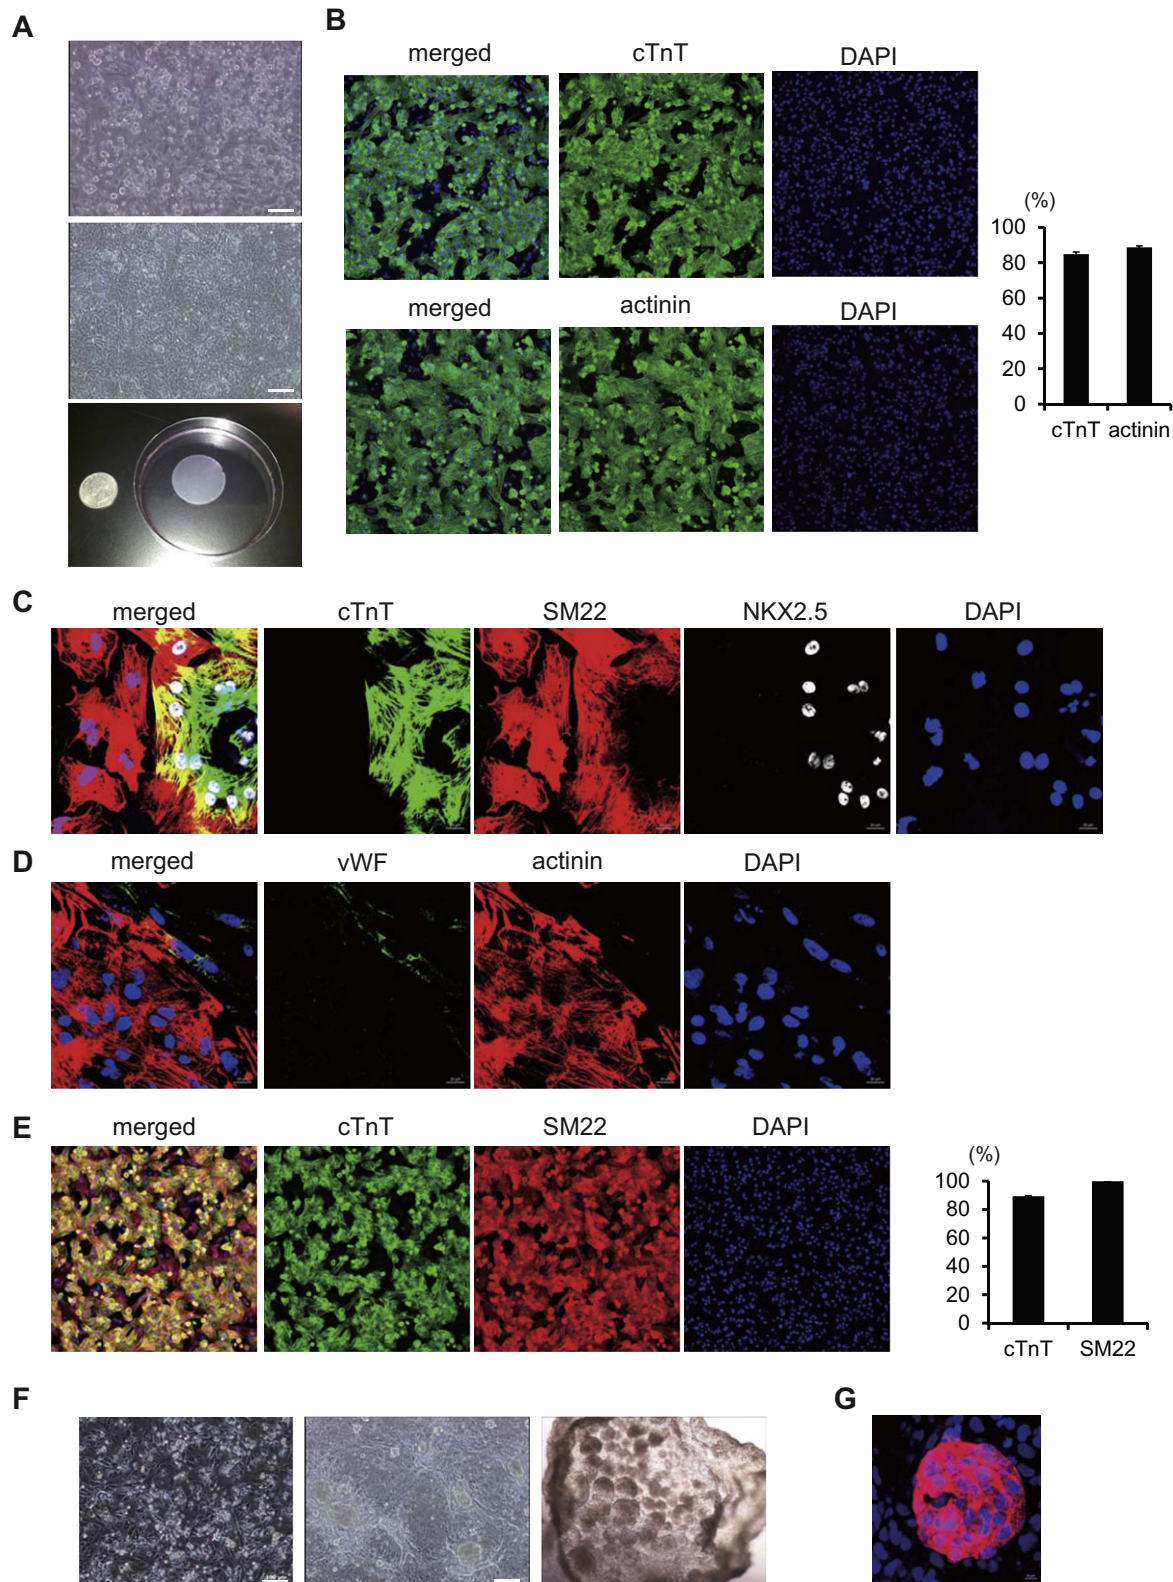 A
B
merged cTnT DAPI
(%)
100
80
60
40
20
0
cTnT actinin
merged actinin DAPI
C
merged cTnT SM22 NKX2.5 DAPI
D
merged vWF actinin DAPI
E
merged cTnT SM22 DAPI
(%)
100
80
60
40
20
0
cTnT SM22
F
G